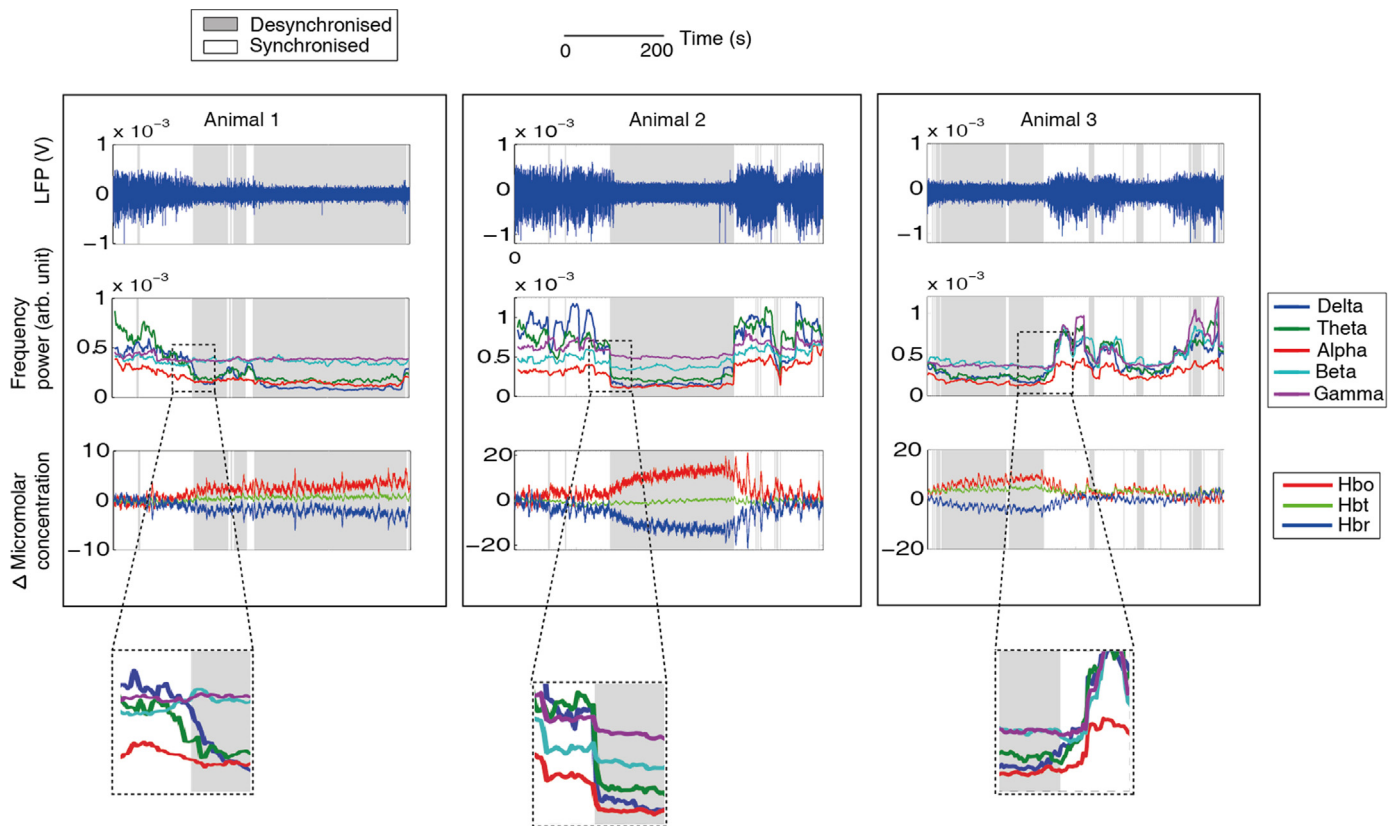 Desynchronised
Synchronised
0 200 Time (s)
Animal 1
× 10⁻³
LFP (V)
1
0
−1
Frequency
power (arb. unit)
× 10⁻³
1
0.5
0
Δ Micromolar
concentration
10
0
−10
Animal 2
× 10⁻³
1
0
−1
0
× 10⁻³
1
0.5
0
20
0
−20
Animal 3
× 10⁻³
1
0
−1
× 10⁻³
1
0.5
0
20
0
−20
Delta
Theta
Alpha
Beta
Gamma
Hbo
Hbt
Hbr